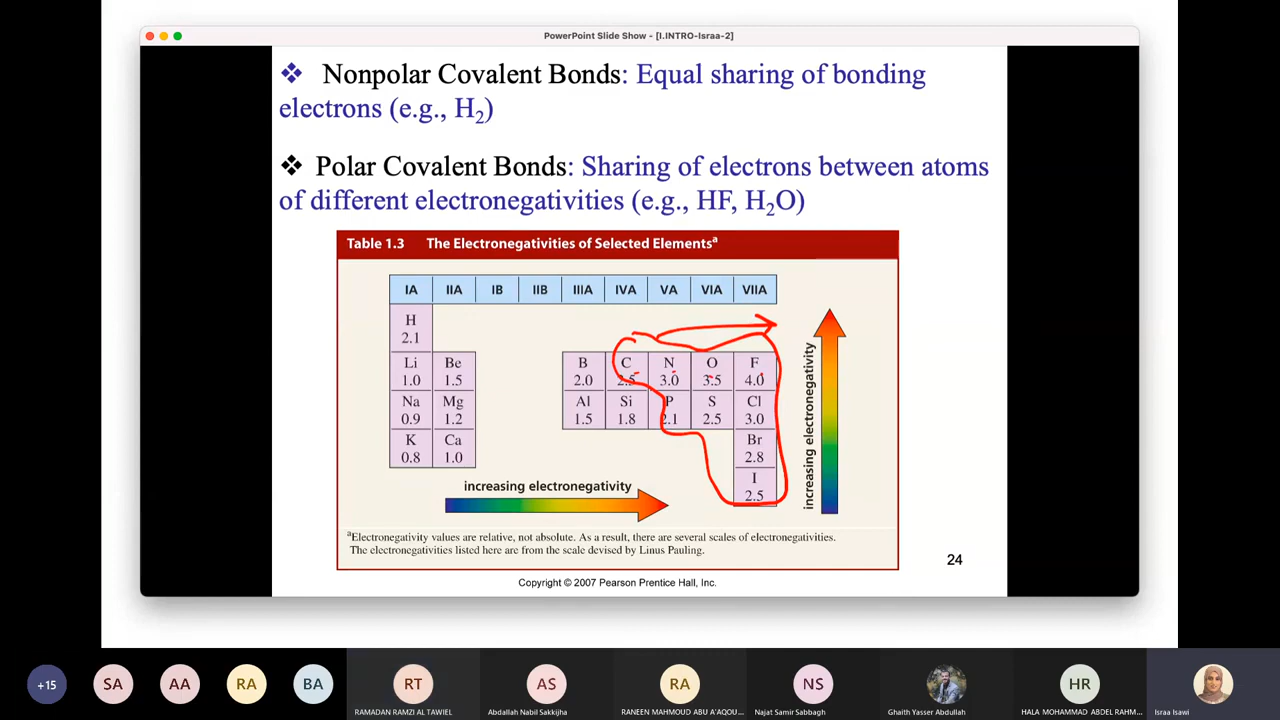 PowerPoint Slide Show - [I.INTRO-Israa-2]
❖ Nonpolar Covalent Bonds: Equal sharing of bonding
electrons (e.g., H₂)
❖ Polar Covalent Bonds: Sharing of electrons between atoms
of different electronegativities (e.g., HF, H₂O)
Table 1.3 The Electronegativities of Selected Elementsᵃ
IA IIA IB IIB IIIA IVA VA VIA VIIA
H
2.1
Li Be B C N O F
1.0 1.5 2.0 2.5 3.0 3.5 4.0
Na Mg Al Si P S Cl
0.9 1.2 1.5 1.8 2.1 2.5 3.0
K Ca Br
0.8 1.0 2.8
I
2.5
increasing electronegativity
increasing electronegativity
ᵃElectronegativity values are relative, not absolute. As a result, there are several scales of electronegativities.
The electronegativities listed here are from the scale devised by Linus Pauling.
24
Copyright © 2007 Pearson Prentice Hall, Inc.
+15 SA AA RA BA RT AS RA NS HR
RAMADAN RAMZI AL TAWIEL Abdallah Nabil Sakkijha RANEEN MAHMOUD ABU A'AQOU... Najat Samir Sabbagh Ghaith Yasser Abdullah HALA MOHAMMAD ABDEL RAHM... Israa Isawi